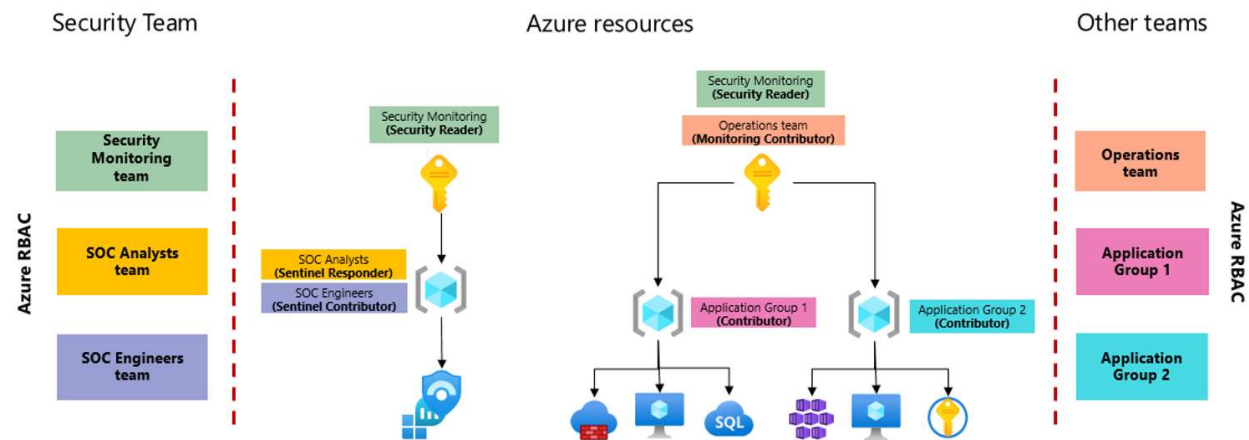 Security Team
Azure resources
Other teams
Azure RBAC
Security
Monitoring
team
SOC Analysts
team
SOC Engineers
team
Security Monitoring
(Security Reader)
SOC Analysts
(Sentinel Responder)
SOC Engineers
(Sentinel Contributor)
Security Monitoring
(Security Reader)
Operations team
(Monitoring Contributor)
Application Group 1
(Contributor)
Application Group 2
(Contributor)
SQL
Operations
team
Application
Group 1
Application
Group 2
Azure RBAC